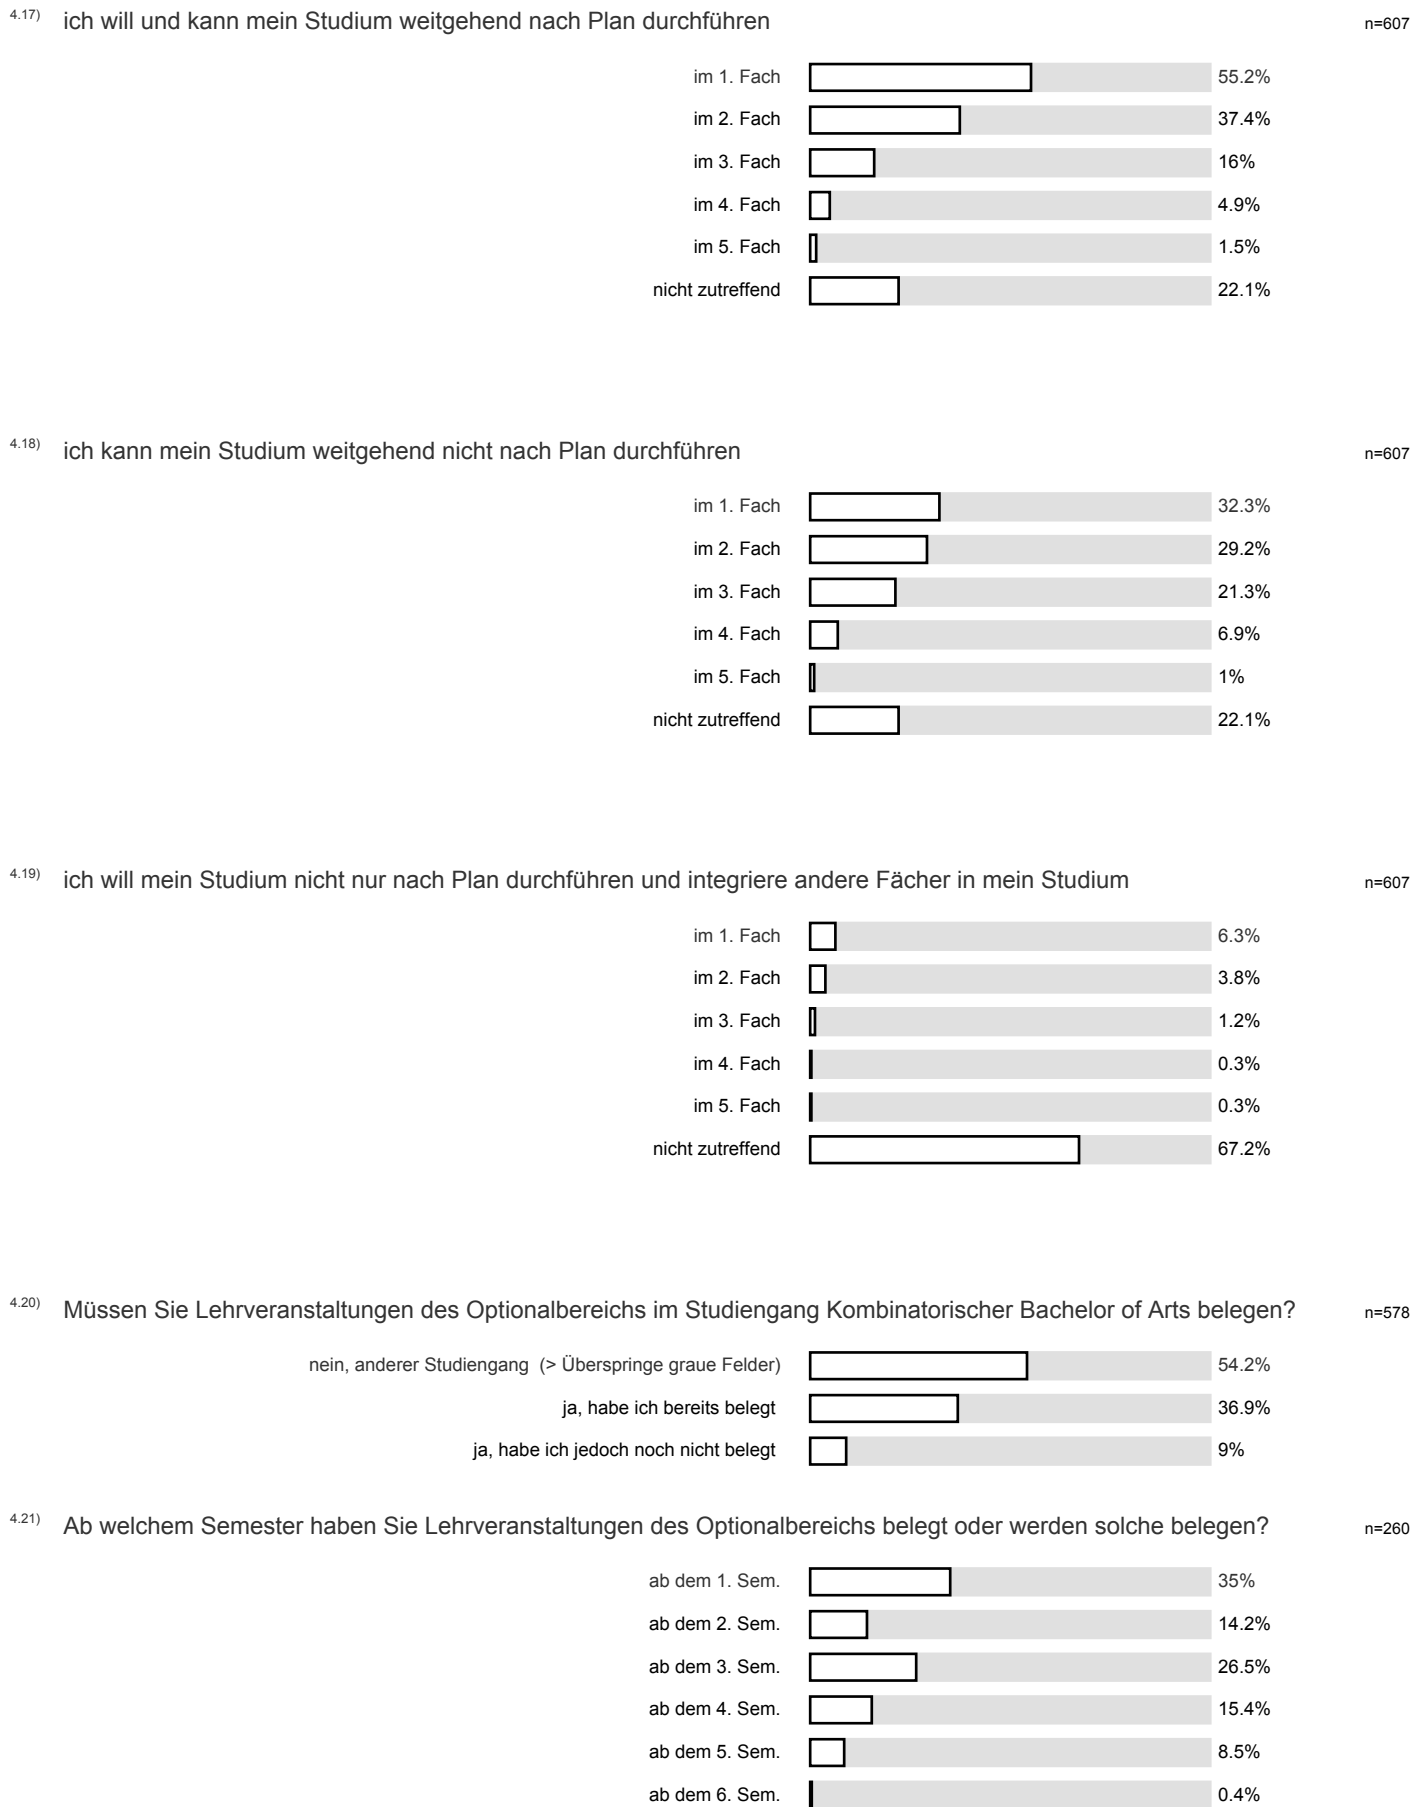 4.17) ich will und kann mein Studium weitgehend nach Plan durchführen n=607
im 1. Fach 55.2%
im 2. Fach 37.4%
im 3. Fach 16%
im 4. Fach 4.9%
im 5. Fach 1.5%
nicht zutreffend 22.1%
4.18) ich kann mein Studium weitgehend nicht nach Plan durchführen n=607
im 1. Fach 32.3%
im 2. Fach 29.2%
im 3. Fach 21.3%
im 4. Fach 6.9%
im 5. Fach 1%
nicht zutreffend 22.1%
4.19) ich will mein Studium nicht nur nach Plan durchführen und integriere andere Fächer in mein Studium n=607
im 1. Fach 6.3%
im 2. Fach 3.8%
im 3. Fach 1.2%
im 4. Fach 0.3%
im 5. Fach 0.3%
nicht zutreffend 67.2%
4.20) Müssen Sie Lehrveranstaltungen des Optionalbereichs im Studiengang Kombinatorischer Bachelor of Arts belegen? n=578
nein, anderer Studiengang (> Überspringe graue Felder) 54.2%
ja, habe ich bereits belegt 36.9%
ja, habe ich jedoch noch nicht belegt 9%
4.21) Ab welchem Semester haben Sie Lehrveranstaltungen des Optionalbereichs belegt oder werden solche belegen? n=260
ab dem 1. Sem. 35%
ab dem 2. Sem. 14.2%
ab dem 3. Sem. 26.5%
ab dem 4. Sem. 15.4%
ab dem 5. Sem. 8.5%
ab dem 6. Sem. 0.4%